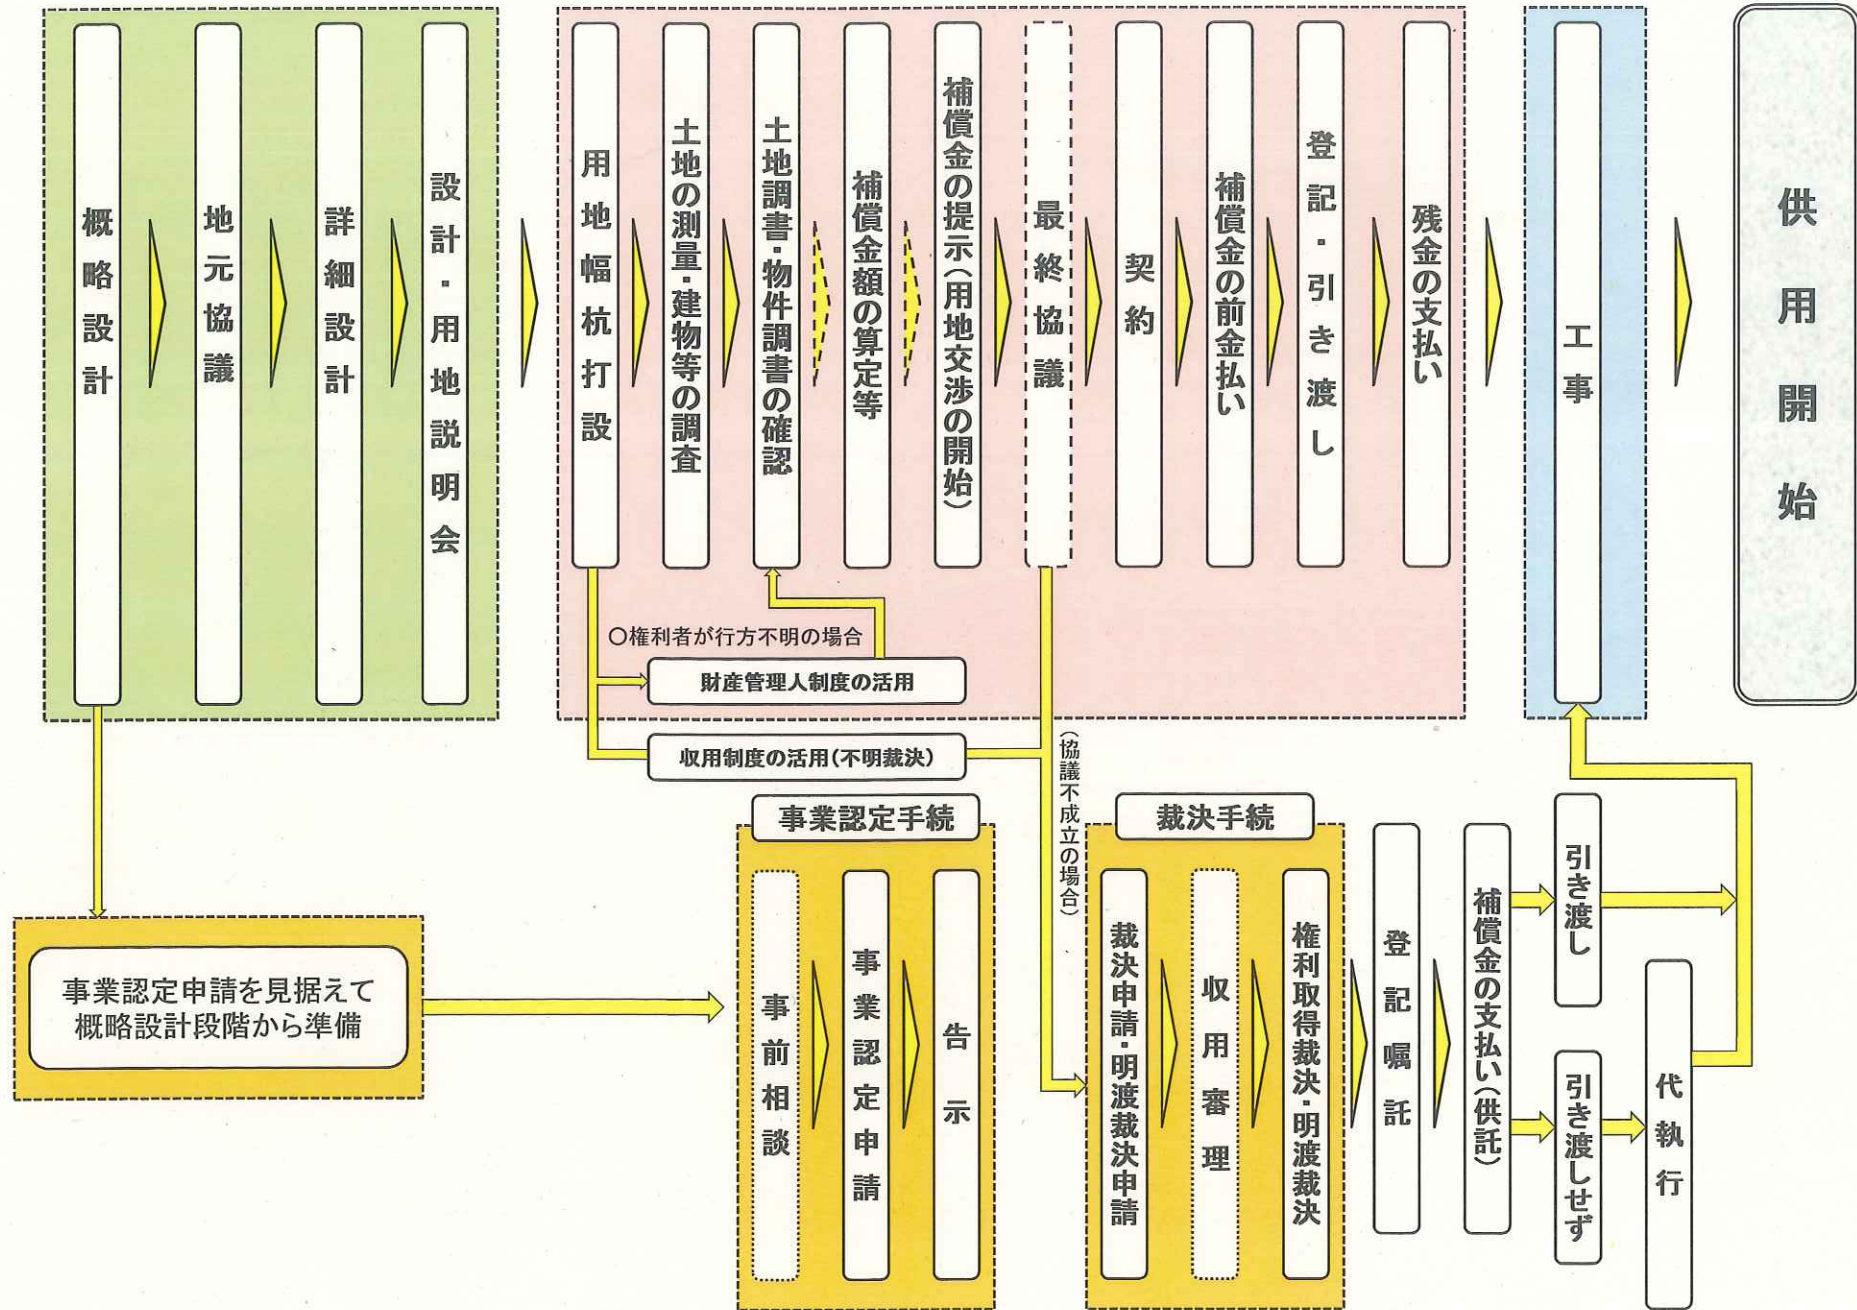 概略設計
地元協議
詳細設計
設計・用地説明会
用地幅杭打設
土地の測量・建物等の調査
土地調書・物件調書の確認
補償金額の算定等
補償金の提示(用地交渉の開始)
最終協議
契約
補償金の前金払い
登記・引き渡し
残金の支払い
工事
供用開始
〇権利者が行方不明の場合
財産管理人制度の活用
収用制度の活用(不明裁決)
(協議不成立の場合)
事業認定申請を見据えて
概略設計段階から準備
事業認定手続
事前相談
事業認定申請
告示
裁決手続
裁決申請・明渡裁決申請
収用審理
権利取得裁決・明渡裁決
登記嘱託
補償金の支払い(供託)
引き渡し
引き渡しせず
代執行